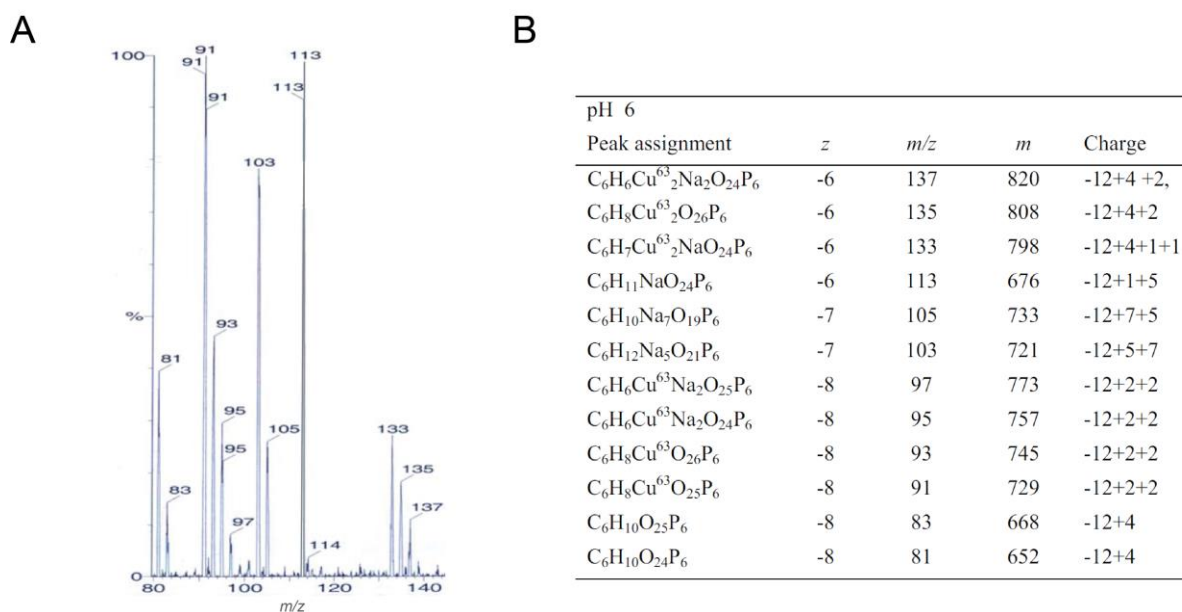 A
B
100
91
91
91
113
113
103
%
93
81
95
95
105
133
135
83
97
137
114
0
80
100
120
140
m/z
pH 6
Peak assignment z m/z m Charge
C₆H₆Cu⁶³₂Na₂O₂₄P₆ -6 137 820 -12+4 +2,
C₆H₈Cu⁶³₂O₂₆P₆ -6 135 808 -12+4+2
C₆H₇Cu⁶³₂NaO₂₄P₆ -6 133 798 -12+4+1+1
C₆H₁₁NaO₂₄P₆ -6 113 676 -12+1+5
C₆H₁₀Na₇O₁₉P₆ -7 105 733 -12+7+5
C₆H₁₂Na₅O₂₁P₆ -7 103 721 -12+5+7
C₆H₆Cu⁶³Na₂O₂₅P₆ -8 97 773 -12+2+2
C₆H₆Cu⁶³Na₂O₂₄P₆ -8 95 757 -12+2+2
C₆H₈Cu⁶³O₂₆P₆ -8 93 745 -12+2+2
C₆H₈Cu⁶³O₂₅P₆ -8 91 729 -12+2+2
C₆H₁₀O₂₅P₆ -8 83 668 -12+4
C₆H₁₀O₂₄P₆ -8 81 652 -12+4